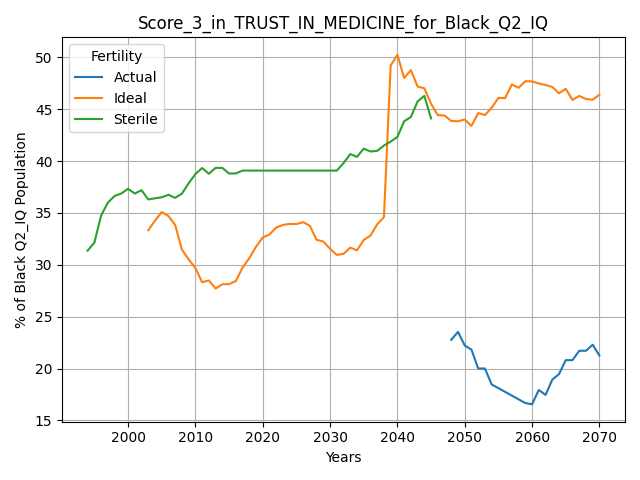 Score_3_in_TRUST_IN_MEDICINE_for_Black_Q2_IQ
Fertility
Actual
Ideal
Sterile
% of Black Q2_IQ Population
50
45
40
35
30
25
20
15
2000 2010 2020 2030 2040 2050 2060 2070
Years